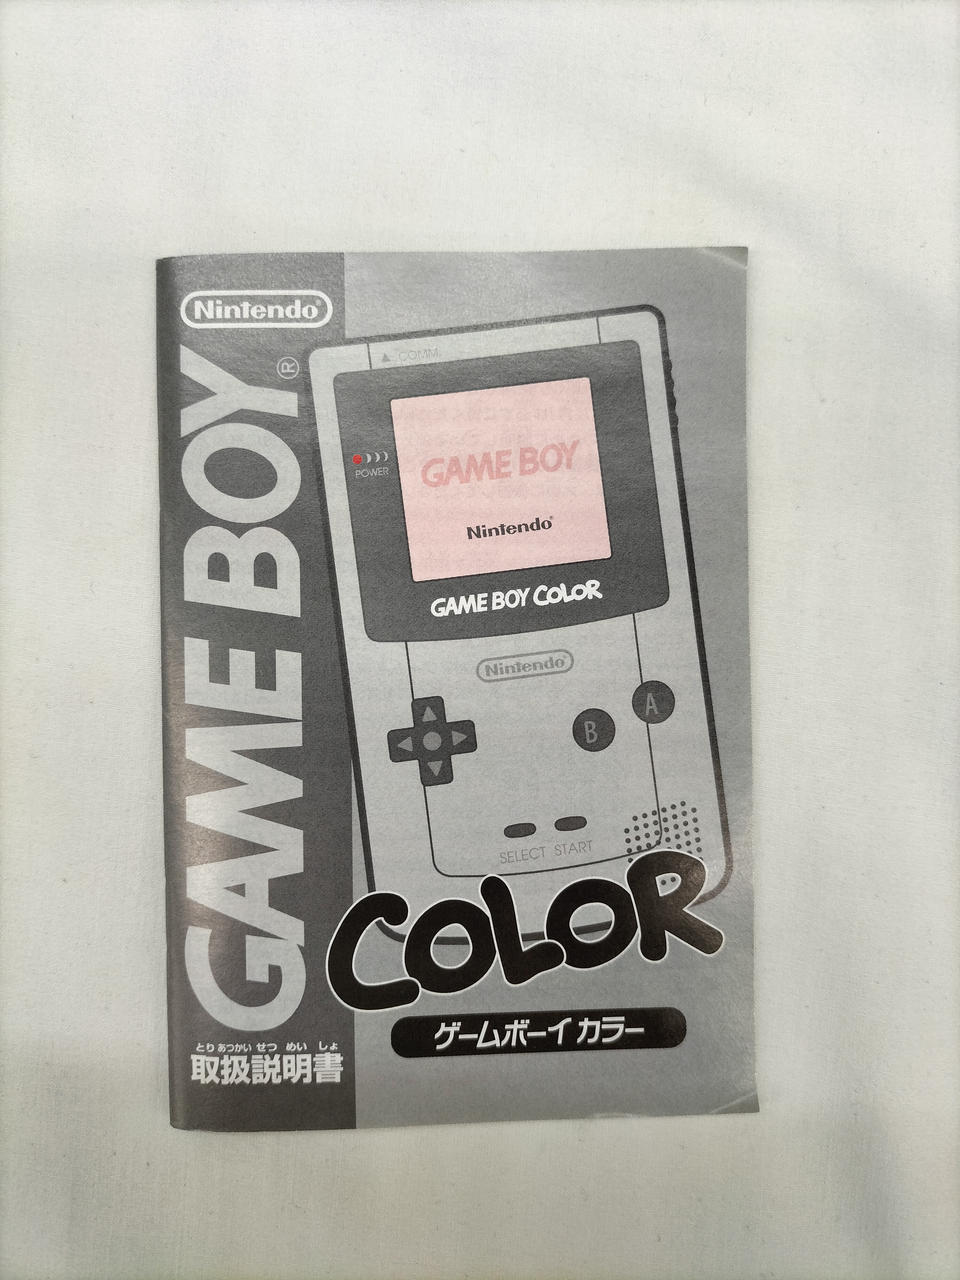 Nintendo®
GAME BOY®
▲ COMM.
POWER
GAME BOY
Nintendo®
GAME BOY COLOR
Nintendo
A
B
SELECT START
COLOR
ゲームボーイ カラー
とり あつかい せつ めい しょ
取扱説明書